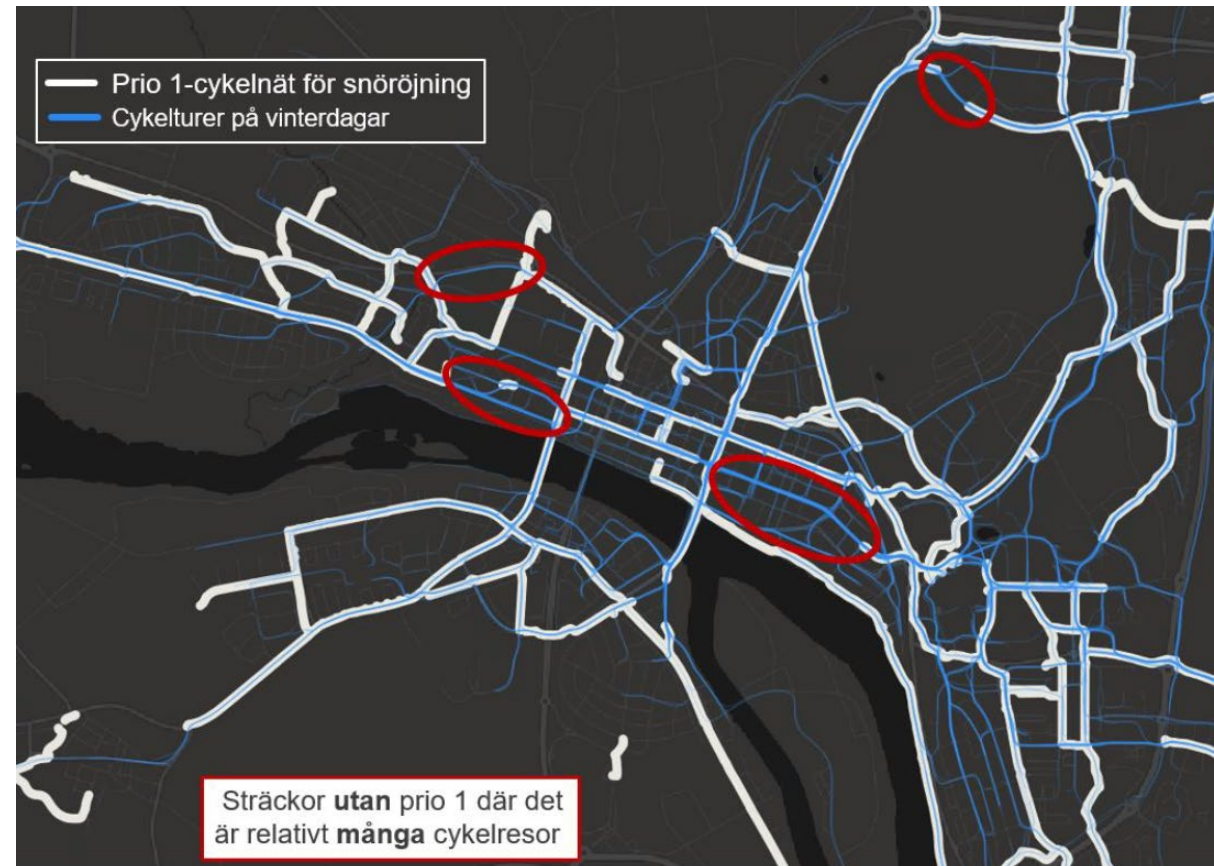 Prio 1-cykelnät för snöröjning
Cykelturer på vinterdagar
Sträckor utan prio 1 där det
är relativt många cykelresor